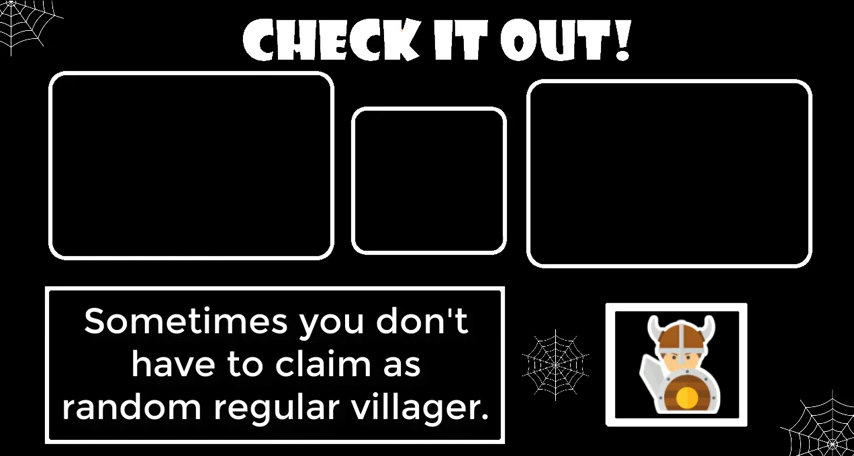 CHECK IT OUT!
Sometimes you don't
have to claim as
random regular villager.